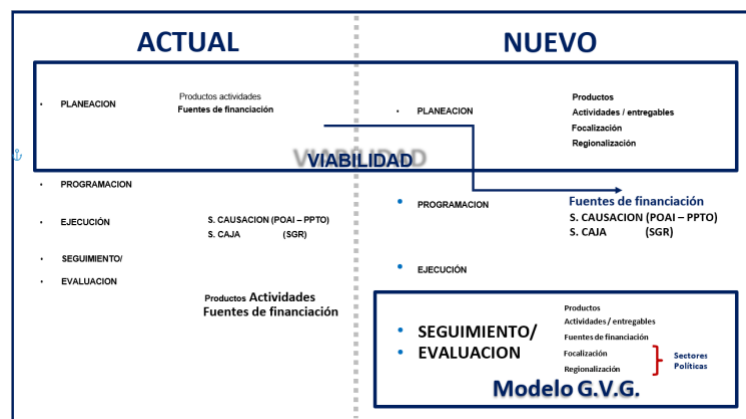 ACTUAL
NUEVO
• PLANEACION
Productos actividades
Fuentes de financiación
• PLANEACION
Productos
Actividades / entregables
Focalización
Regionalización
VIABILIDAD
• PROGRAMACION
• EJECUCIÓN
S. CAUSACION (POAI – PPTO)
S. CAJA (SGR)
• SEGUIMIENTO/
• EVALUACION
Productos Actividades
Fuentes de financiación
• PROGRAMACION
Fuentes de financiación
S. CAUSACION (POAI – PPTO)
S. CAJA (SGR)
• EJECUCIÓN
• SEGUIMIENTO/
• EVALUACION
Productos
Actividades / entregables
Fuentes de financiación
Focalización
Regionalización
Sectores
Políticas
Modelo G.V.G.